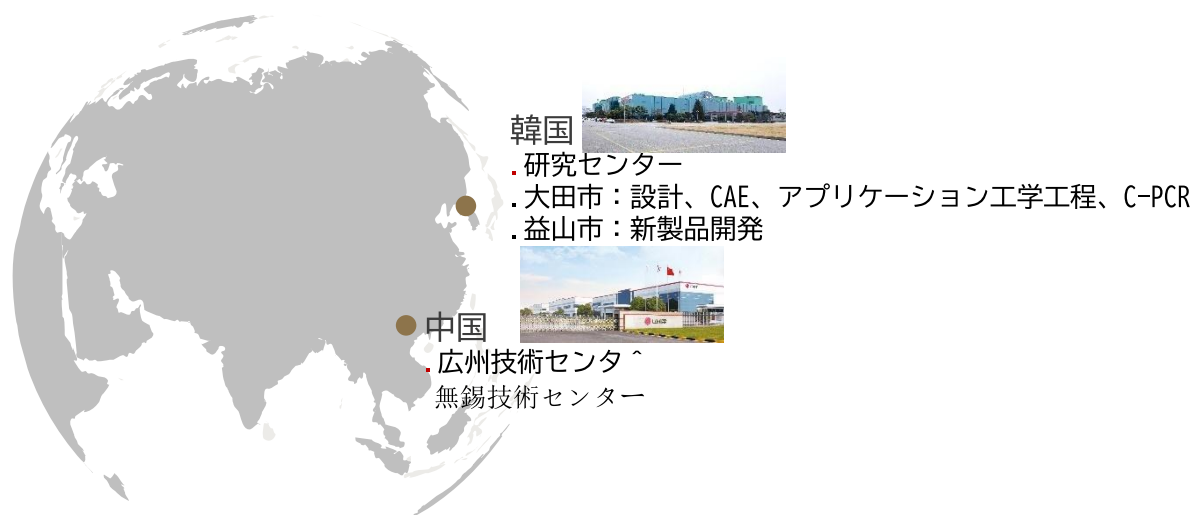 韓国
.研究センター
.大田市：設計、CAE、アプリケーション工学工程、C-PCR
.益山市：新製品開発
中国
.広州技術センタ＾
無錫技術センター